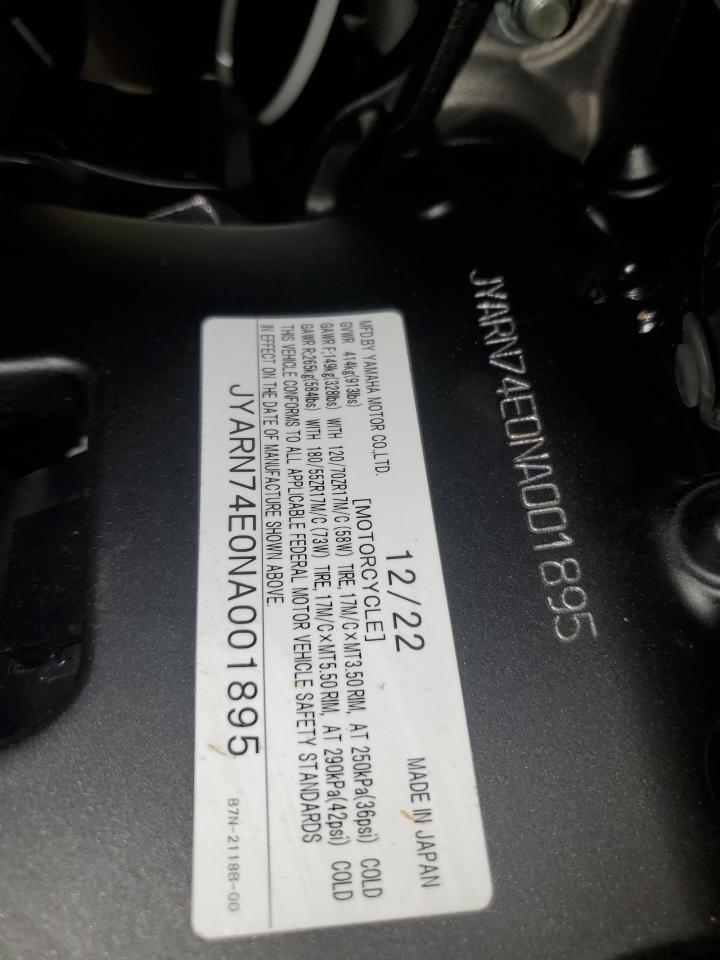 JYARN74E0NA001895
MFD.BY YAMAHA MOTOR CO.,LTD. 12/22 MADE IN JAPAN
GVWR 414kg(913lbs) [MOTORCYCLE]
GAWR F;149kg(328lbs) WITH 120/70ZR17M/C (58W) TIRE, 17M/C×MT3.50 RIM, AT 250kPa(36psi) COLD
GAWR R;265kg(584lbs) WITH 180/55ZR17M/C (73W) TIRE, 17M/C×MT5.50 RIM, AT 290kPa(42psi) COLD
THIS VEHICLE CONFORMS TO ALL APPLICABLE FEDERAL MOTOR VEHICLE SAFETY STANDARDS
IN EFFECT ON THE DATE OF MANUFACTURE SHOWN ABOVE.
JYARN74E0NA001895 B7N-2118B-00